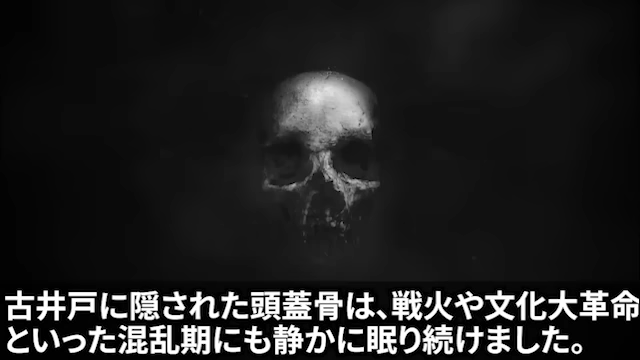 古井戸に隠された頭蓋骨は、戦火や文化大革命
といった混乱期にも静かに眠り続けました。